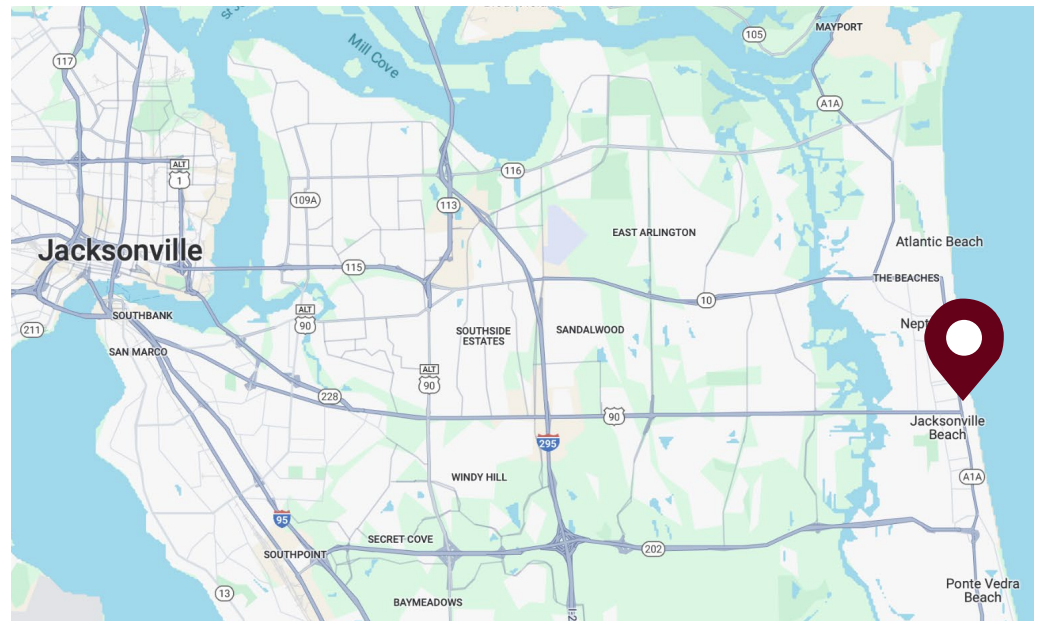 MAYPORT
105
117
Mill Cove
A1A
116
ALT
1
109A
113
EAST ARLINGTON
Jacksonville
Atlantic Beach
115
THE BEACHES
10
ALT
90
SOUTHBANK
211
SOUTHSIDE
ESTATES
SANDALWOOD
SAN MARCO
ALT
90
228
90
Jacksonville
Beach
295
WINDY HILL
A1A
95
SECRET COVE
202
SOUTHPOINT
13
Ponte Vedra
Beach
BAYMEADOWS